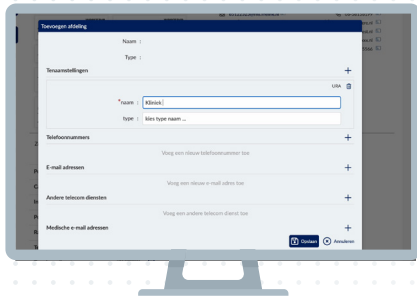 Toevoegen afdeling
Naam :
Type :
Tenaamstellingen
URA
*naam : Kliniek
type : kies type naam ...
Telefoonnummers
Voeg een nieuw telefoonnummer toe
E-mail adressen
Voeg een nieuw e-mail adres toe
Andere telecom diensten
Voeg een andere telecom dienst toe
Medische e-mail adressen
Opslaan Annuleren